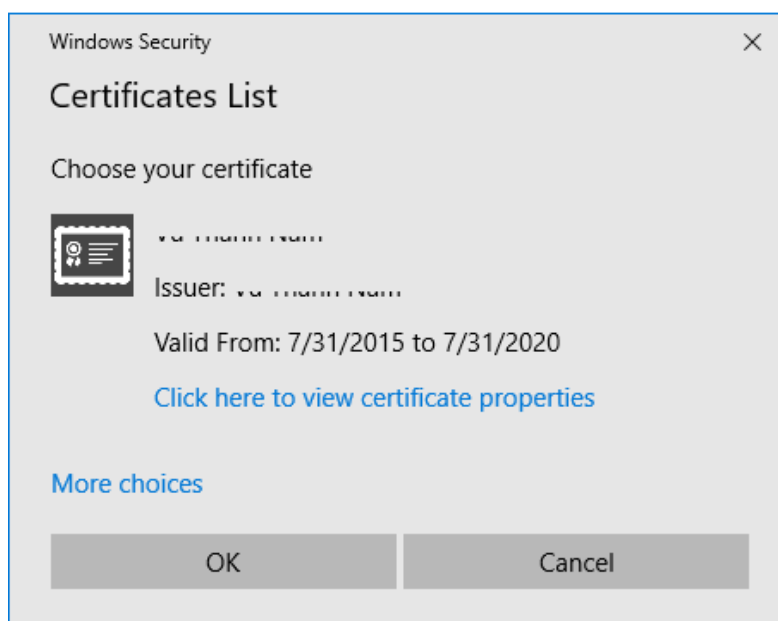 Windows Security
Certificates List
Choose your certificate
Issuer:
Valid From: 7/31/2015 to 7/31/2020
Click here to view certificate properties
More choices
OK
Cancel